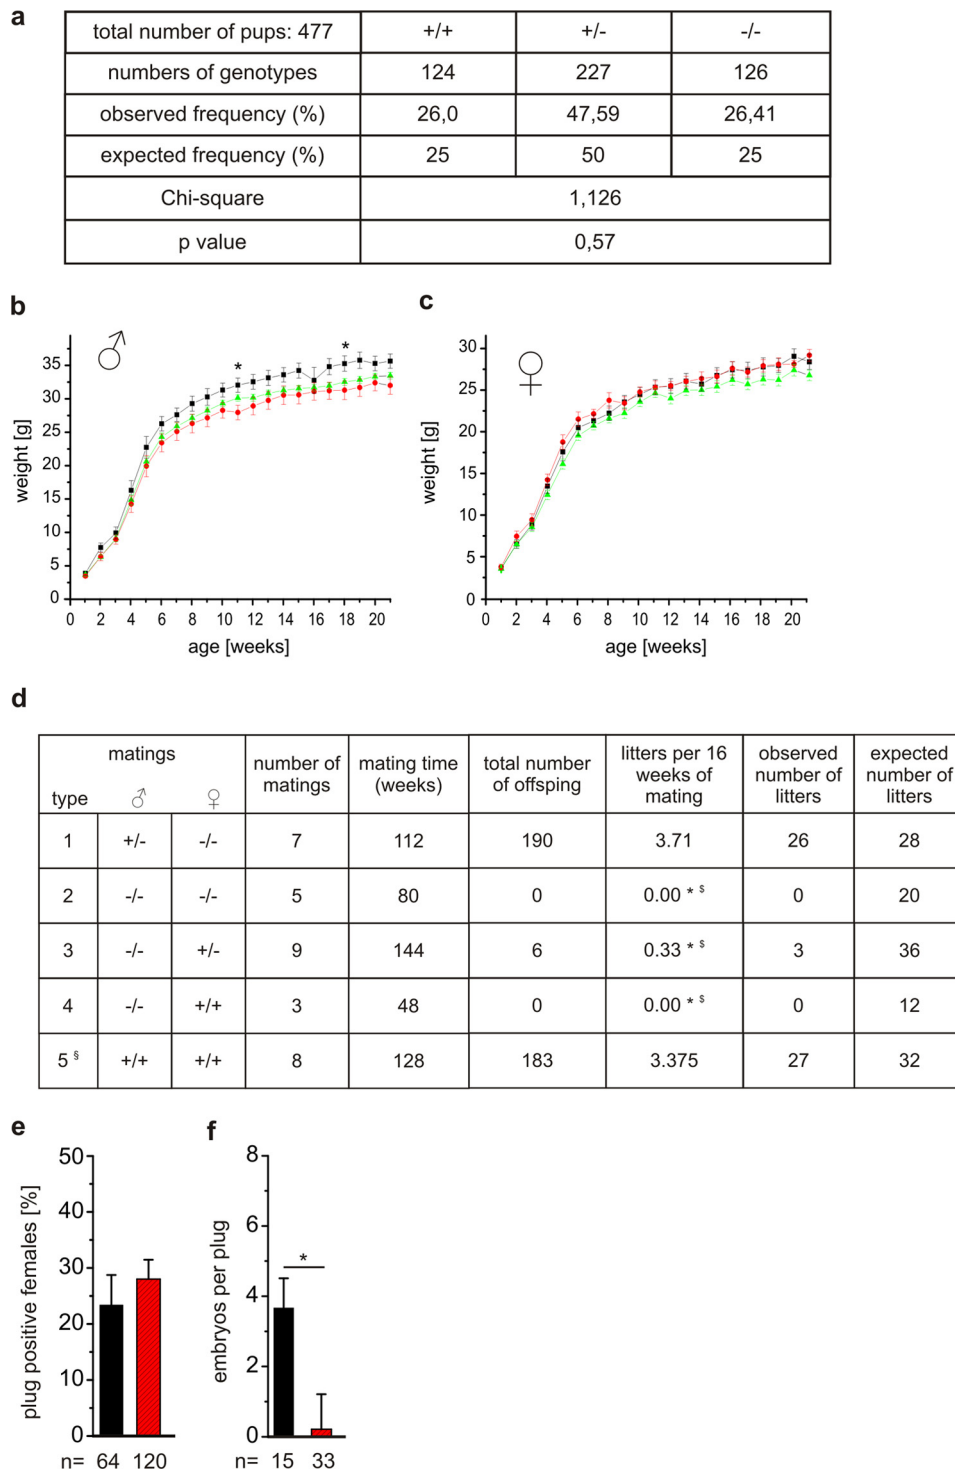 a
total number of pups: 477 +/+ +/- -/-
numbers of genotypes 124 227 126
observed frequency (%) 26,0 47,59 26,41
expected frequency (%) 25 50 25
Chi-square 1,126
p value 0,57
b
♂
* *
weight [g]
35
30
25
20
15
10
5
0
0 2 4 6 8 10 12 14 16 18 20
age [weeks]
c
♀
weight [g]
30
25
20
15
10
5
0
0 2 4 6 8 10 12 14 16 18 20
age [weeks]
d
matings
type ♂ ♀
number of
matings
mating time
(weeks)
total number
of offsping
litters per 16
weeks of
mating
observed
number of
litters
expected
number of
litters
1 +/- -/- 7 112 190 3.71 26 28
2 -/- -/- 5 80 0 0.00 * $ 0 20
3 -/- +/- 9 144 6 0.33 * $ 3 36
4 -/- +/+ 3 48 0 0.00 * $ 0 12
5 § +/+ +/+ 8 128 183 3.375 27 32
e
plug positive females [%]
50
40
30
20
10
0
n= 64 120
f
embryos per plug
8
6
4
2
0
*
n= 15 33